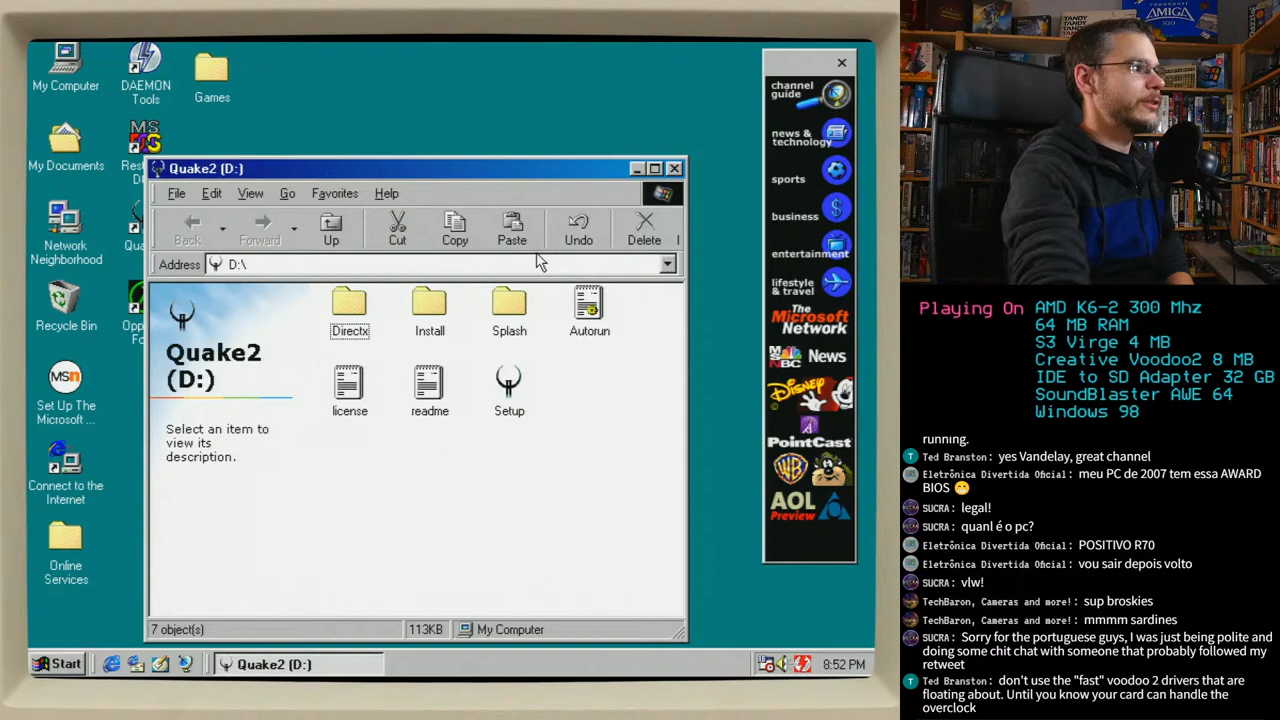 My Computer
DAEMON
Tools
Games
My Documents
Network
Neighborhood
Recycle Bin
Set Up The
Microsoft ...
Connect to the
Internet
Online
Services
Quake2 (D:)
File Edit View Go Favorites Help
Back Forward Up Cut Copy Paste Undo Delete
Address D:\
Quake2
(D:)
Select an item to
view its
description.
Directx Install Splash Autorun
license readme Setup
7 object(s) 113KB My Computer
channel
guide
news &
technology
sports
business
entertainment
lifestyle
& travel
The
Microsoft
Network
MSNBC News
Disney
PointCast
WB
AOL
Preview
Start Quake2 (D:) 8:52 PM
AMIGA
500
TANDY
Playing On AMD K6-2 300 Mhz
64 MB RAM
S3 Virge 4 MB
Creative Voodoo2 8 MB
IDE to SD Adapter 32 GB
SoundBlaster AWE 64
Windows 98
running.
Ted Branston: yes Vandelay, great channel
Eletrônica Divertida Oficial: meu PC de 2007 tem essa AWARD
BIOS 😁
SUCRA: legal!
SUCRA: quanl é o pc?
Eletrônica Divertida Oficial: POSITIVO R70
Eletrônica Divertida Oficial: vou sair depois volto
SUCRA: vlw!
TechBaron, Cameras and more!: sup broskies
TechBaron, Cameras and more!: mmmm sardines
SUCRA: Sorry for the portuguese guys, I was just being polite and
doing some chit chat with someone that probably followed my
retweet
Ted Branston: don't use the "fast" voodoo 2 drivers that are
floating about. Until you know your card can handle the
overclock